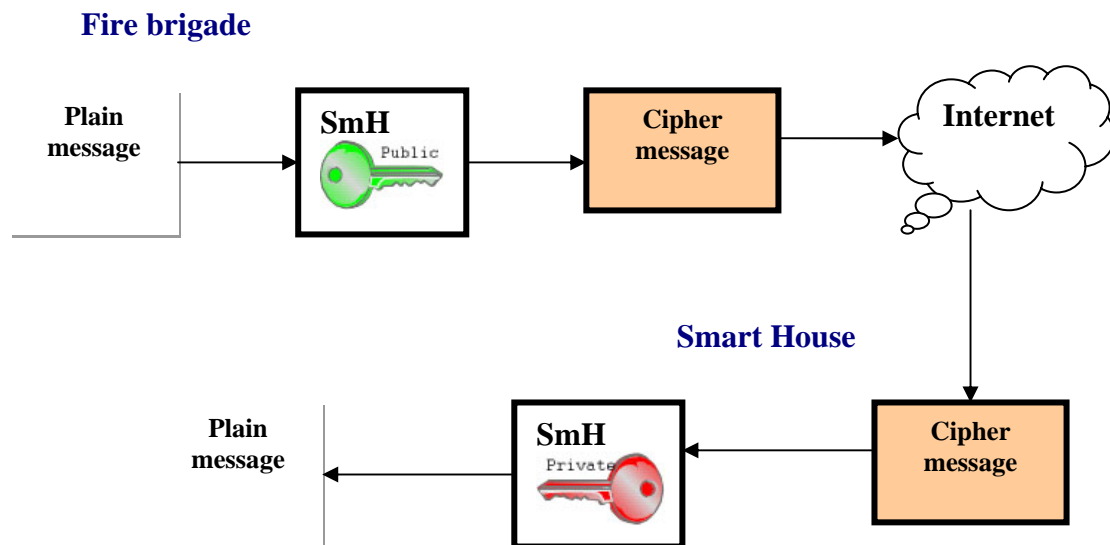 Fire brigade
Plain
message
SmH
Public
Cipher
message
Internet
Smart House
Plain
message
SmH
Private
Cipher
message